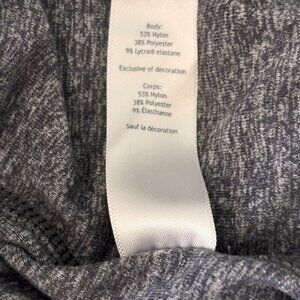 Body:
53% Nylon
38% Polyester
9% Lycra® elastane
Exclusive of decoration
Corps:
53% Nylon
38% Polyester
9% Élasthanne
Sauf la décoration